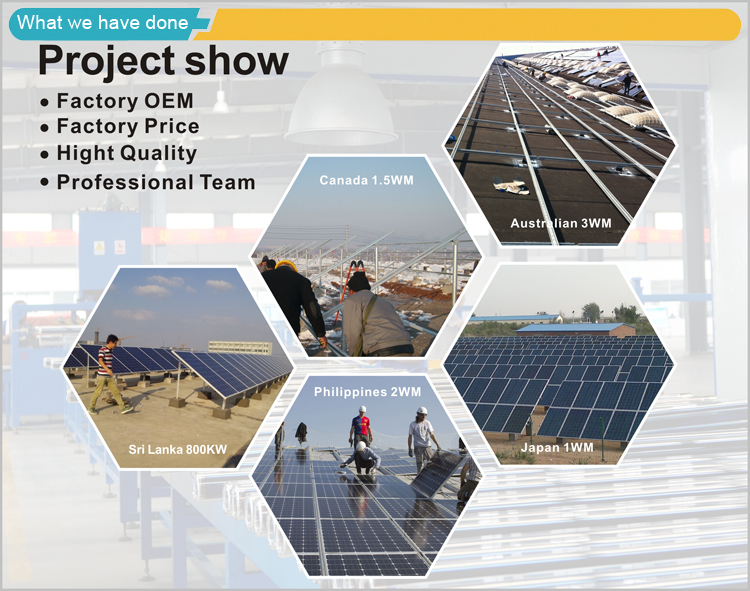 What we have done
Project show
• Factory OEM
• Factory Price
• Hight Quality
• Professional Team
Canada 1.5WM
Australian 3WM
Sri Lanka 800KW
Philippines 2WM
Japan 1WM